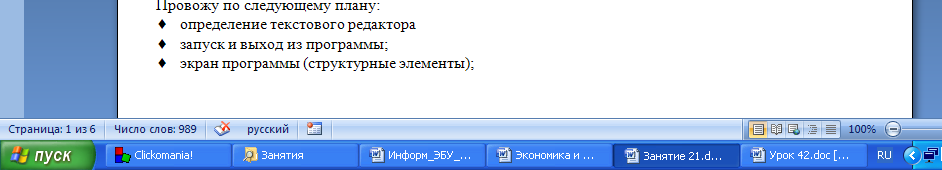 Провожу по следующему плану:
♦ определение текстового редактора
♦ запуск и выход из программы;
♦ экран программы (структурные элементы);
Страница: 1 из 6 Число слов: 989 русский 100%
пуск Clickomania! Занятия Информ_ЭБУ_... Экономика и ... Занятие 21.d... Урок 42.doc [... RU